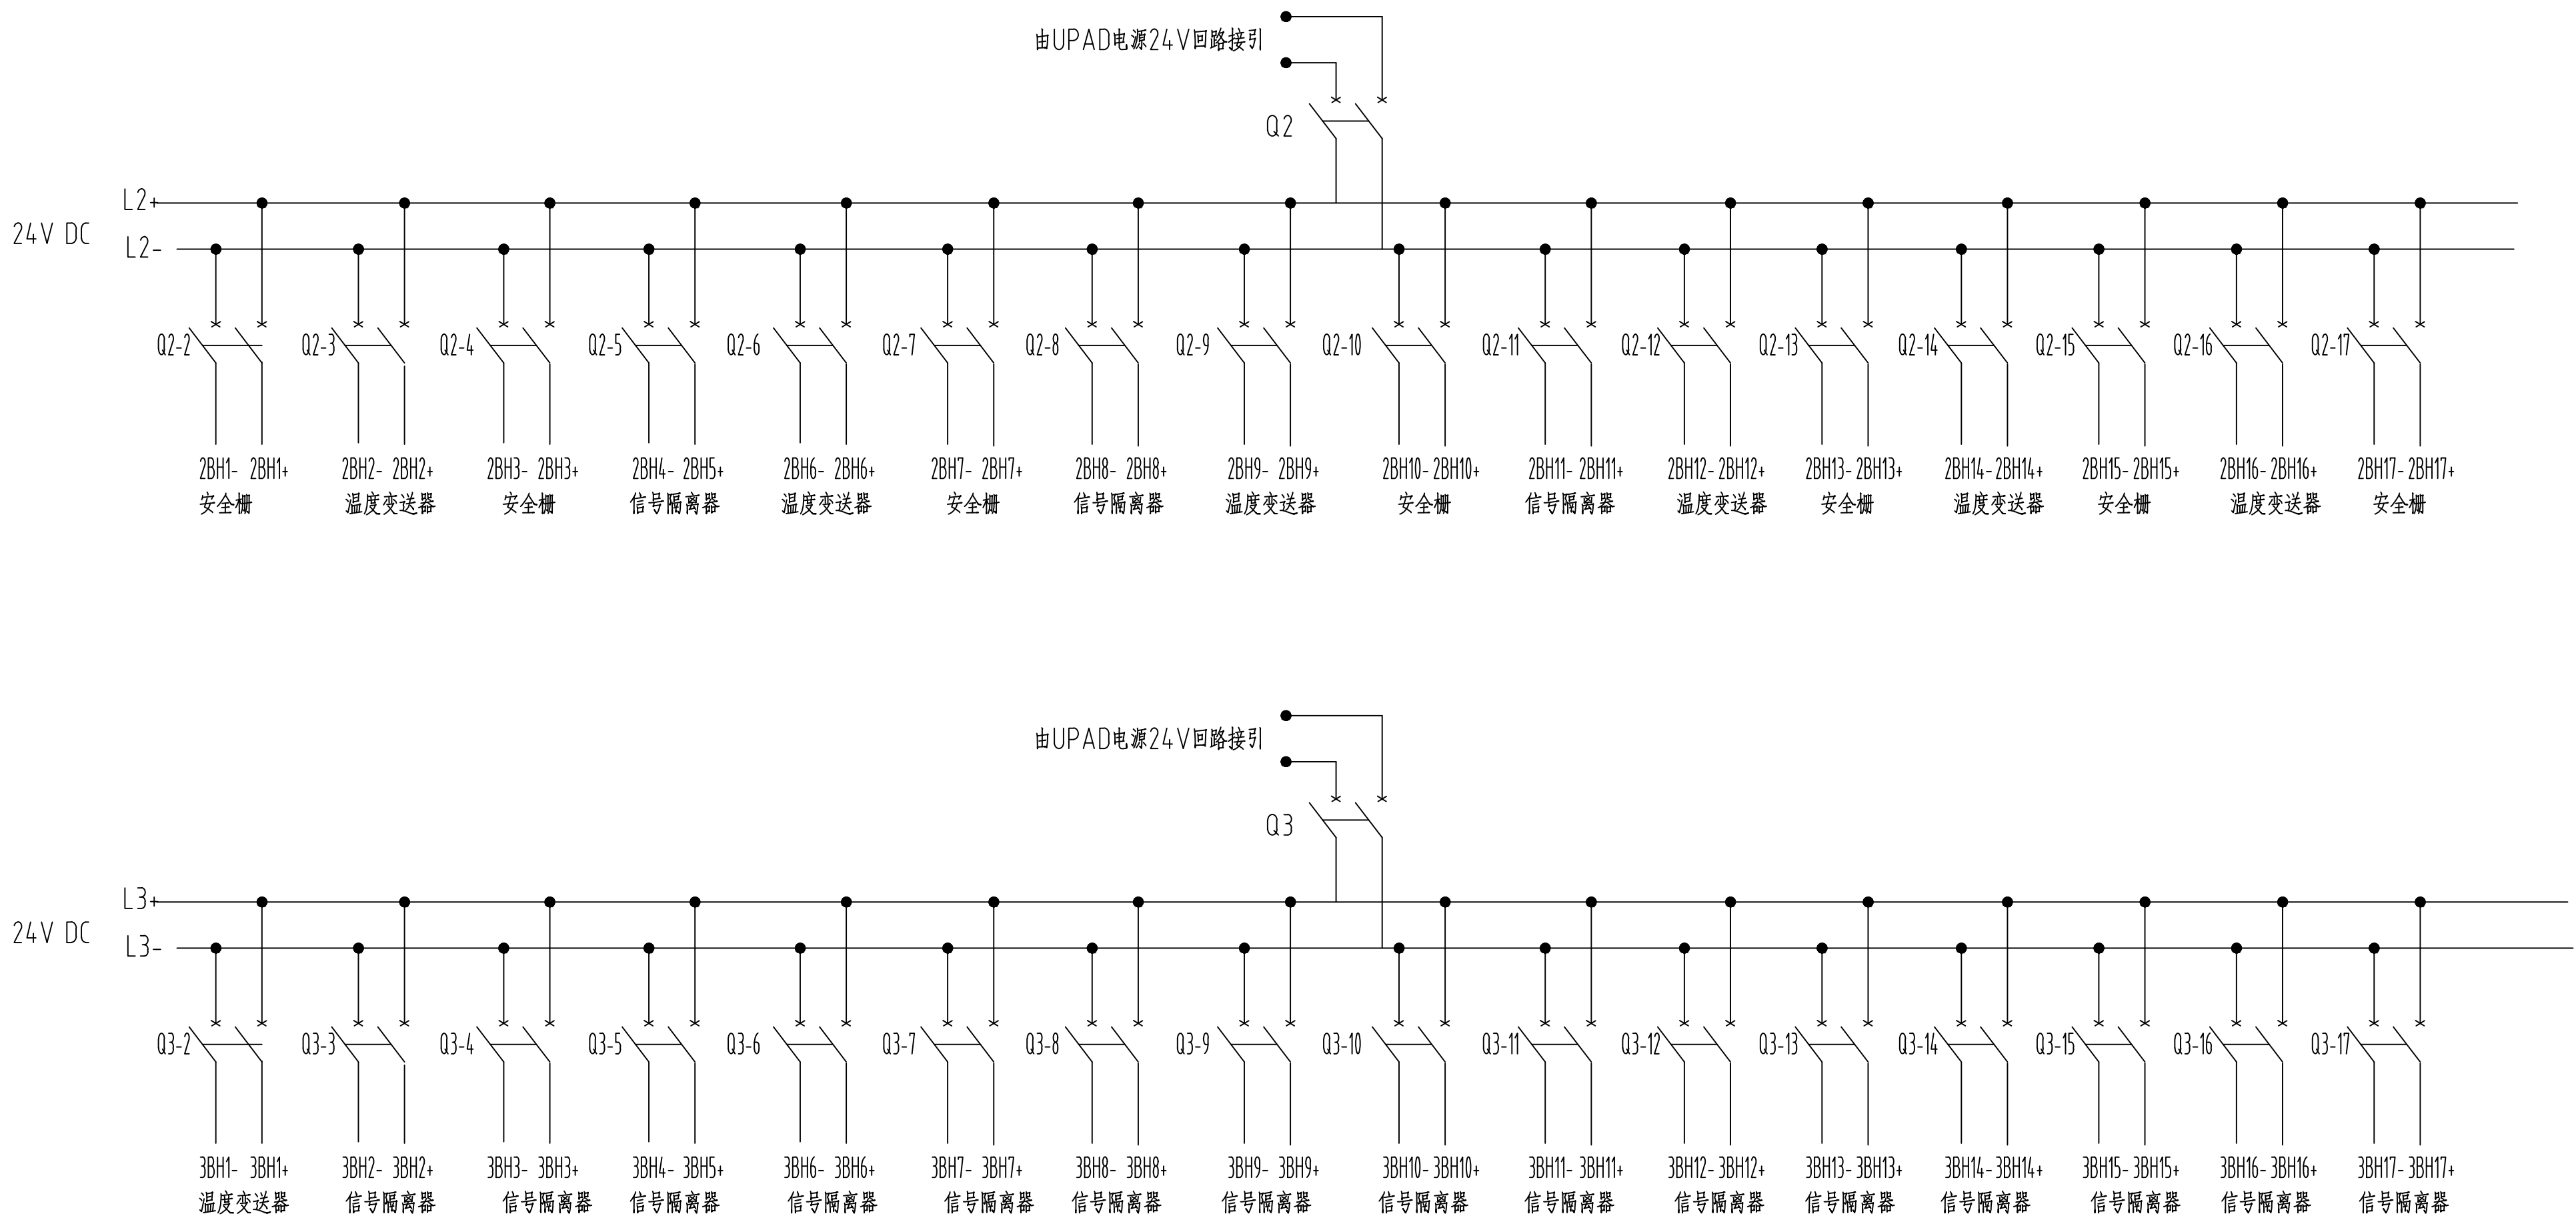 由UPAD电源24V回路接引
Q2
L2+
24V DC
L2-
Q2-2 Q2-3 Q2-4 Q2-5 Q2-6 Q2-7 Q2-8 Q2-9 Q2-10 Q2-11 Q2-12 Q2-13 Q2-14 Q2-15 Q2-16 Q2-17
2BH1- 2BH1+ 2BH2- 2BH2+ 2BH3- 2BH3+ 2BH4- 2BH5+ 2BH6- 2BH6+ 2BH7- 2BH7+ 2BH8- 2BH8+ 2BH9- 2BH9+ 2BH10- 2BH10+ 2BH11- 2BH11+ 2BH12- 2BH12+ 2BH13- 2BH13+ 2BH14- 2BH14+ 2BH15- 2BH15+ 2BH16- 2BH16+ 2BH17- 2BH17+
安全栅 温度变送器 安全栅 信号隔离器 温度变送器 安全栅 信号隔离器 温度变送器 安全栅 信号隔离器 温度变送器 安全栅 温度变送器 安全栅 温度变送器 安全栅
由UPAD电源24V回路接引
Q3
L3+
24V DC
L3-
Q3-2 Q3-3 Q3-4 Q3-5 Q3-6 Q3-7 Q3-8 Q3-9 Q3-10 Q3-11 Q3-12 Q3-13 Q3-14 Q3-15 Q3-16 Q3-17
3BH1- 3BH1+ 3BH2- 3BH2+ 3BH3- 3BH3+ 3BH4- 3BH5+ 3BH6- 3BH6+ 3BH7- 3BH7+ 3BH8- 3BH8+ 3BH9- 3BH9+ 3BH10- 3BH10+ 3BH11- 3BH11+ 3BH12- 3BH12+ 3BH13- 3BH13+ 3BH14- 3BH14+ 3BH15- 3BH15+ 3BH16- 3BH16+ 3BH17- 3BH17+
温度变送器 信号隔离器 信号隔离器 信号隔离器 信号隔离器 信号隔离器 信号隔离器 信号隔离器 信号隔离器 信号隔离器 信号隔离器 信号隔离器 信号隔离器 信号隔离器 信号隔离器 信号隔离器